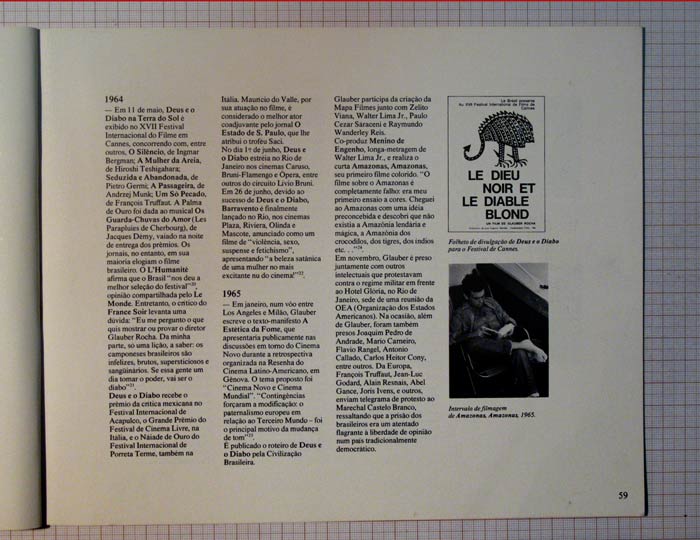 1964
— Em 11 de maio, Deus e o
Diabo na Terra do Sol é
exibido no XVII Festival
Internacional do Filme em
Cannes, concorrendo com, entre
outros, O Silêncio, de Ingmar
Bergman; A Mulher da Areia,
de Hiroshi Teshigahara;
Seduzida e Abandonada, de
Pietro Germi; A Passageira, de
Andrzej Munk; Um Só Pecado,
de François Truffaut. A Palma
de Ouro foi dada ao musical Os
Guarda-Chuvas do Amor (Les
Parapluies de Cherbourg), de
Jacques Demy, vaiado na noite
de entrega dos prêmios. Os
jornais, no entanto, em sua
maioria elogiam o filme
brasileiro. O L'Humanité
afirma que o Brasil "nos deu a
melhor seleção do festival"20,
opinião compartilhada pelo Le
Monde. Entretanto, o crítico do
France Soir levanta uma
dúvida: "Eu me pergunto o que
quis mostrar ou provar o diretor
Glauber Rocha. Da minha
parte, só uma lição, a saber: os
camponeses brasileiros são
infelizes, brutos, supersticiosos e
sangüinários. Se essa gente um
dia tomar o poder, vai ser o
diabo"21.
Deus e o Diabo recebe o
prêmio da crítica mexicana no
Festival Internacional de
Acapulco, o Grande Prêmio do
Festival de Cinema Livre, na
Itália, e o Náiade de Ouro do
Festival Internacional de
Porreta Terme, também na
Itália. Maurício do Valle, por
sua atuação no filme, é
considerado o melhor ator
coadjuvante pelo jornal O
Estado de S. Paulo, que lhe
atribui o troféu Saci.
No dia 1º de junho, Deus e
o Diabo estréia no Rio de
Janeiro nos cinemas Caruso,
Bruni-Flamengo e Ópera, entre
outros do circuito Lívio Bruni.
Em 26 de junho, devido ao
sucesso de Deus e o Diabo,
Barravento é finalmente
lançado no Rio, nos cinemas
Plaza, Riviera, Olinda e
Mascote, anunciado como um
filme de "violência, sexo,
suspense e fetichismo",
apresentando "a beleza satânica
de uma mulher no mais
excitante nu do cinema!"22.
1965
— Em janeiro, num vôo entre
Los Angeles e Milão, Glauber
escreve o texto-manifesto A
Estética da Fome, que
apresentaria publicamente nas
discussões em torno do Cinema
Novo durante a retrospectiva
organizada na Resenha do
Cinema Latino-Americano, em
Gênova. O tema proposto foi
"Cinema Novo e Cinema
Mundial". "Contingências
forçaram a modificação: o
paternalismo europeu em
relação ao Terceiro Mundo – foi
o principal motivo da mudança
de tom"23.
É publicado o roteiro de Deus e
o Diabo pela Civilização
Brasileira.
Glauber participa da criação da
Mapa Filmes junto com Zelito
Viana, Walter Lima Jr., Paulo
Cezar Saraceni e Raymundo
Wanderley Reis.
Co-produz Menino de
Engenho, longa-metragem de
Walter Lima Jr., e realiza o
curta Amazonas, Amazonas,
seu primeiro filme colorido. "O
filme sobre o Amazonas é
completamente falho: era meu
primeiro ensaio a cores. Cheguei
ao Amazonas com uma idéia
preconcebida e descobri que não
existia a Amazônia lendária e
mágica, a Amazônia dos
crocodilos, dos tigres, dos índios
etc. . ."24
Em novembro, Glauber é preso
juntamente com outros
intelectuais que protestavam
contra o regime militar em frente
ao Hotel Glória, no Rio de
Janeiro, sede de uma reunião da
OEA (Organização dos Estados
Americanos). Na ocasião, além
de Glauber, foram também
presos Joaquim Pedro de
Andrade, Mario Carneiro,
Flavio Rangel, Antonio
Callado, Carlos Heitor Cony,
entre outros. Da Europa,
François Truffaut, Jean-Luc
Godard, Alain Resnais, Abel
Gance, Joris Ivens, e outros,
enviam telegrama de protesto ao
Marechal Castelo Branco,
ressaltando que a prisão dos
brasileiros era um atentado
flagrante à liberdade de opinião
num país tradicionalmente
democrático.
Le Brésil présente
Au XVII Festival International du Films de
Cannes
LE DIEU
NOIR ET
LE DIABLE
BLOND
UN FILM DE GLAUBER ROCHA
Folheto de divulgação de Deus e o Diabo
para o Festival de Cannes.
Intervalo de filmagem
de Amazonas, Amazonas, 1965.
59